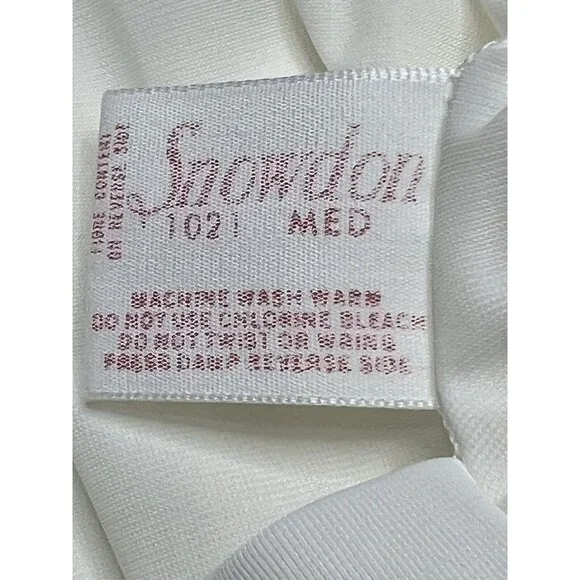 FIBRE CONTENT
ON REVERSE SIDE
Snowdon
1021 MED
MACHINE WASH WARM
DO NOT USE CHLORINE BLEACH
DO NOT TWIST OR WRING
PRESS DAMP REVERSE SIDE